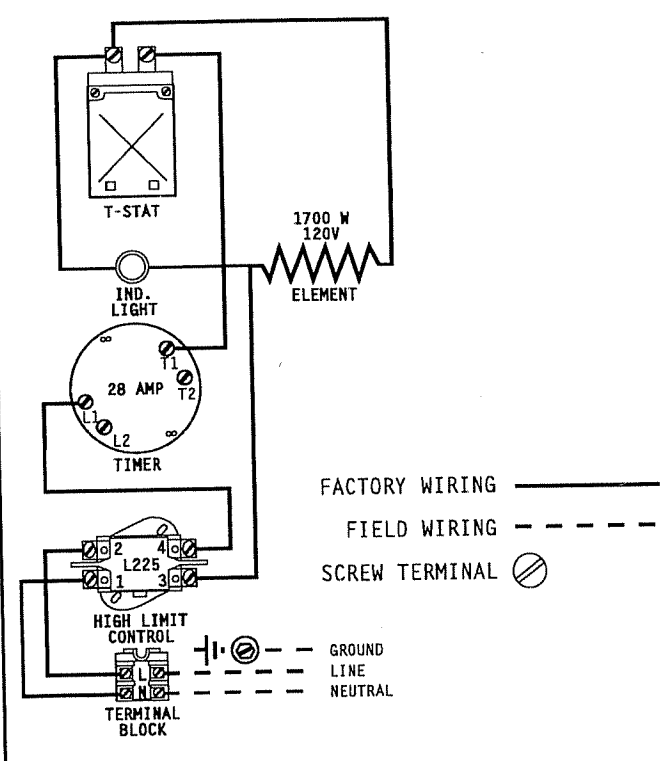 T-STAT
1700 W
120V
ELEMENT
IND.
LIGHT
∞
T1
28 AMP
T2
L1
L2
∞
TIMER
FACTORY WIRING
FIELD WIRING
SCREW TERMINAL
2 4
L225
1 3
HIGH LIMIT
CONTROL
GROUND
L
LINE
N
NEUTRAL
TERMINAL
BLOCK